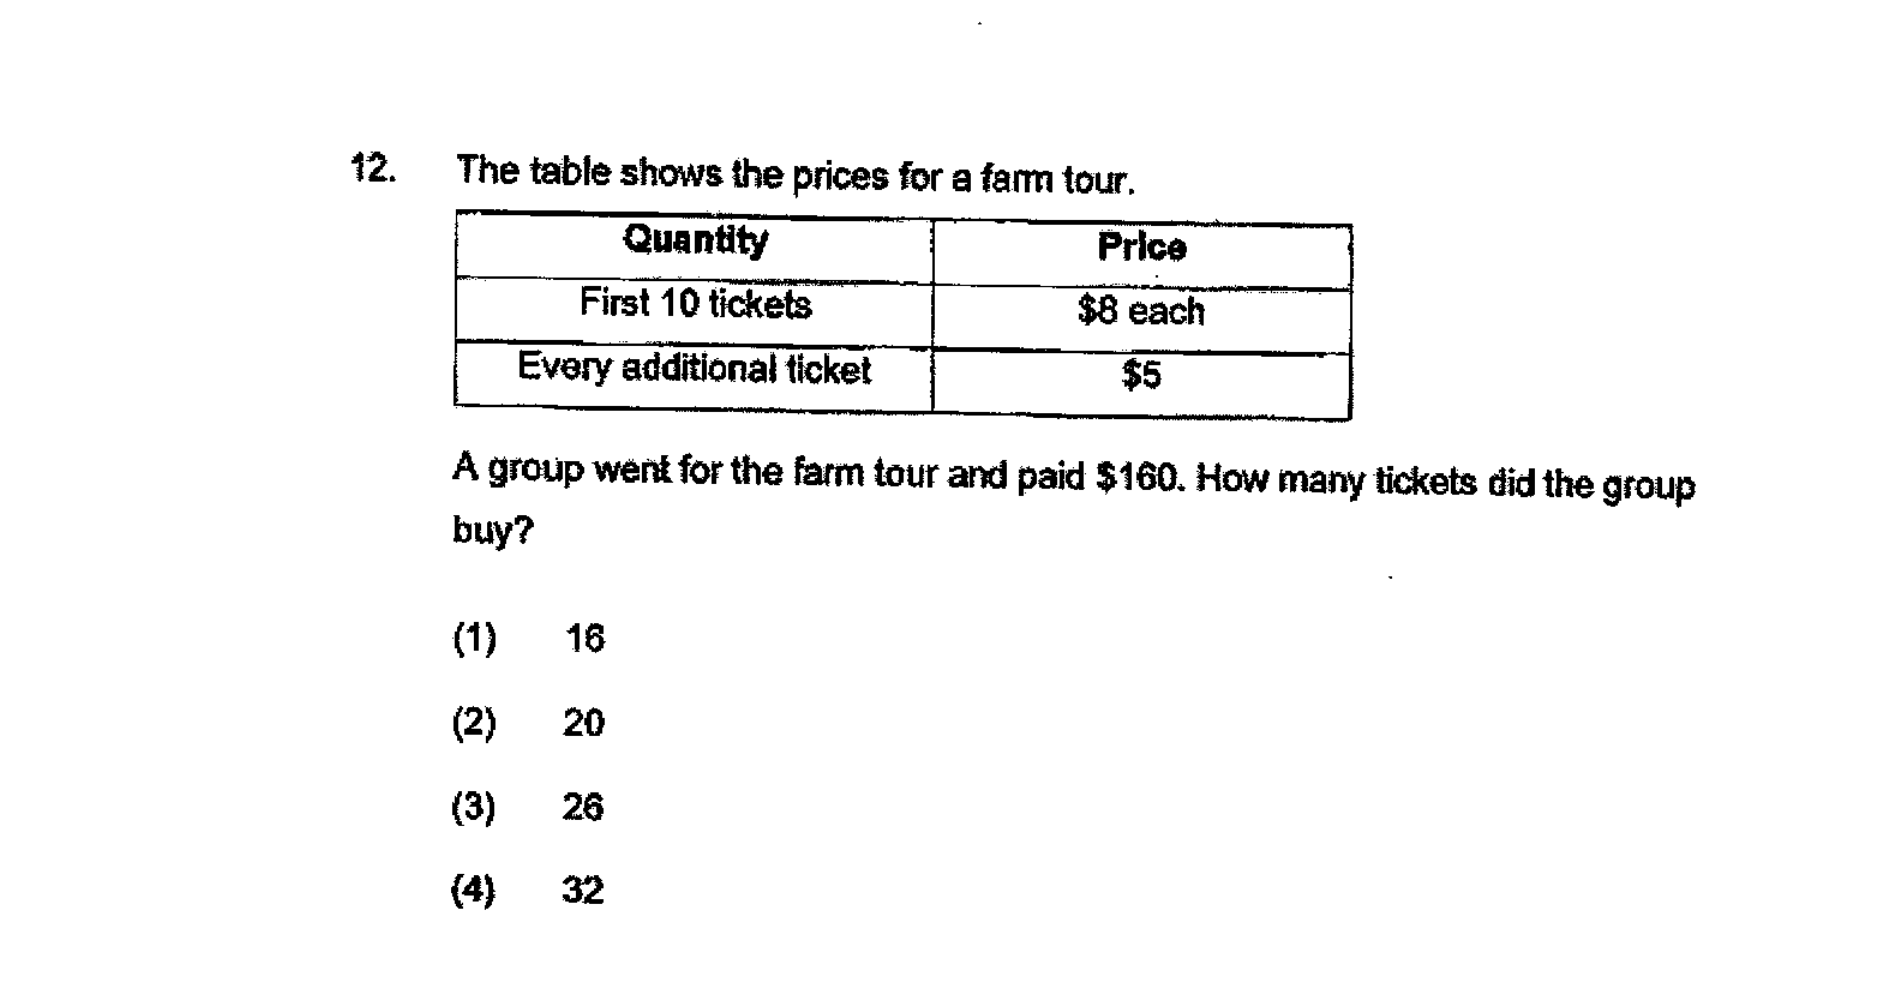 12. The table shows the prices for a farm tour.
Quantity Price
First 10 tickets $8 each
Every additional ticket $5
A group went for the farm tour and paid $160. How many tickets did the group
buy?
(1) 16
(2) 20
(3) 26
(4) 32